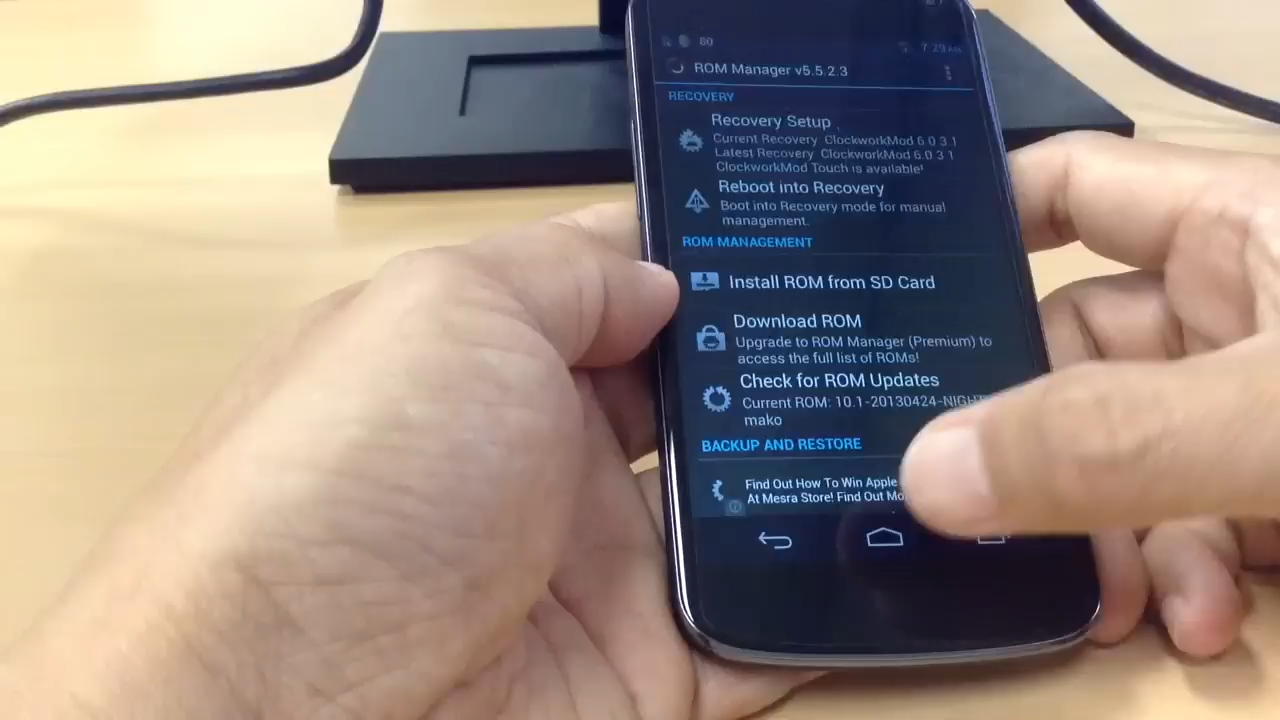 80
7:29 AM
ROM Manager v5.5.2.3
RECOVERY
Recovery Setup
Current Recovery ClockworkMod 6.0.3.1
Latest Recovery ClockworkMod 6.0.3.1
ClockworkMod Touch is available!
Reboot into Recovery
Boot into Recovery mode for manual
management.
ROM MANAGEMENT
Install ROM from SD Card
Download ROM
Upgrade to ROM Manager (Premium) to
access the full list of ROMs!
Check for ROM Updates
Current ROM: 10.1-20130424-NIGHT
mako
BACKUP AND RESTORE
Find Out How To Win Apple
At Mesra Store! Find Out